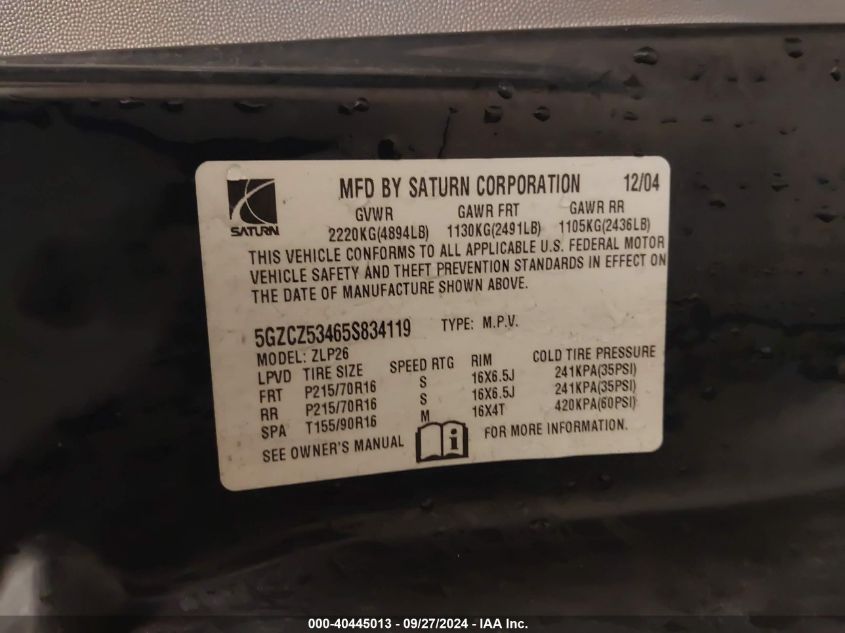 MFD BY SATURN CORPORATION 12/04
SATURN
GVWR GAWR FRT GAWR RR
2220KG(4894LB) 1130KG(2491LB) 1105KG(2436LB)
THIS VEHICLE CONFORMS TO ALL APPLICABLE U.S. FEDERAL MOTOR
VEHICLE SAFETY AND THEFT PREVENTION STANDARDS IN EFFECT ON
THE DATE OF MANUFACTURE SHOWN ABOVE.
5GZCZ53465S834119 TYPE: M.P.V.
MODEL: ZLP26
LPVD TIRE SIZE SPEED RTG RIM COLD TIRE PRESSURE
FRT P215/70R16 S 16X6.5J 241KPA(35PSI)
RR P215/70R16 S 16X6.5J 241KPA(35PSI)
SPA T155/90R16 M 16X4T 420KPA(60PSI)
SEE OWNER'S MANUAL i FOR MORE INFORMATION.
000-40445013 - 09/27/2024 - IAA Inc.